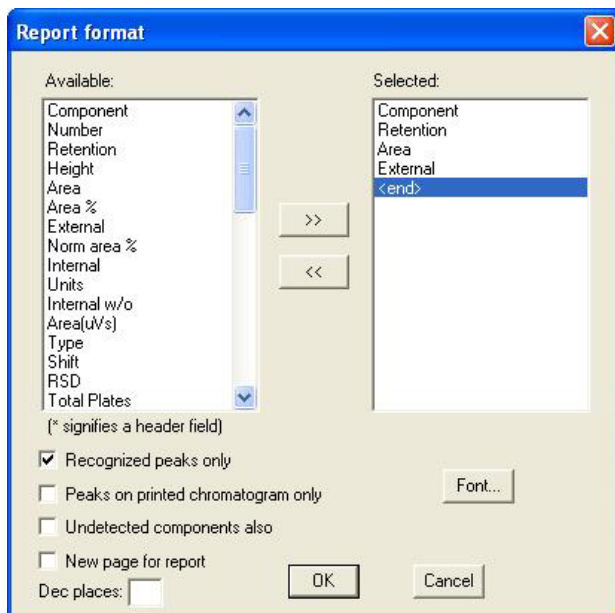 Report format
Available:
Component
Number
Retention
Height
Area
Area %
External
Norm area %
Internal
Units
Internal w/o
Area(uVs)
Type
Shift
RSD
Total Plates
(* signifies a header field)
>>
<<
Selected:
Component
Retention
Area
External
<end>
Recognized peaks only
Peaks on printed chromatogram only
Undetected components also
New page for report
Dec places:
Font...
OK
Cancel